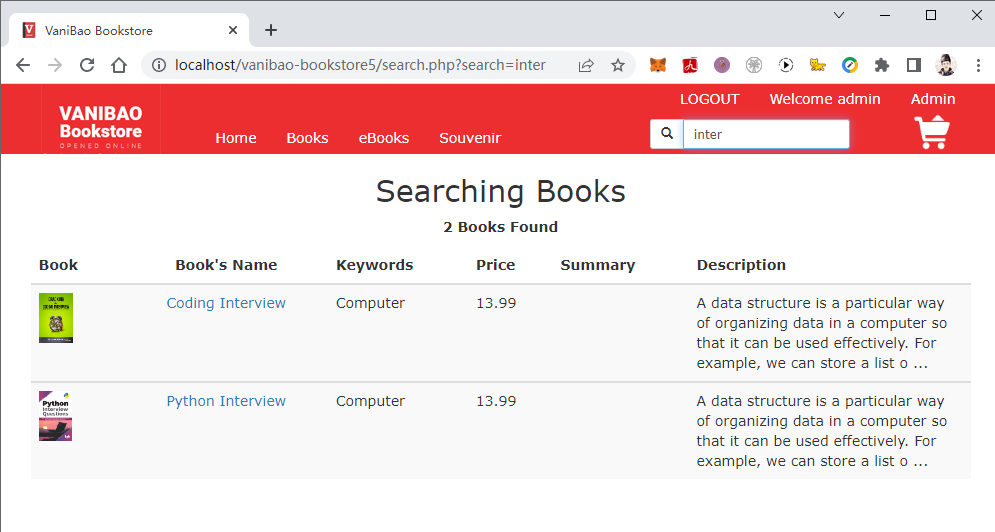 VaniBao Bookstore
localhost/vanibao-bookstore5/search.php?search=inter
LOGOUT Welcome admin Admin
VANIBAO
Bookstore
OPENED ONLINE
Home Books eBooks Souvenir
inter
Searching Books
2 Books Found
Book Book's Name Keywords Price Summary Description
Coding Interview Computer 13.99 A data structure is a particular way
of organizing data in a computer so
that it can be used effectively. For
example, we can store a list o ...
Python
Interview
Questions
Python Interview Computer 13.99 A data structure is a particular way
of organizing data in a computer so
that it can be used effectively. For
example, we can store a list o ...